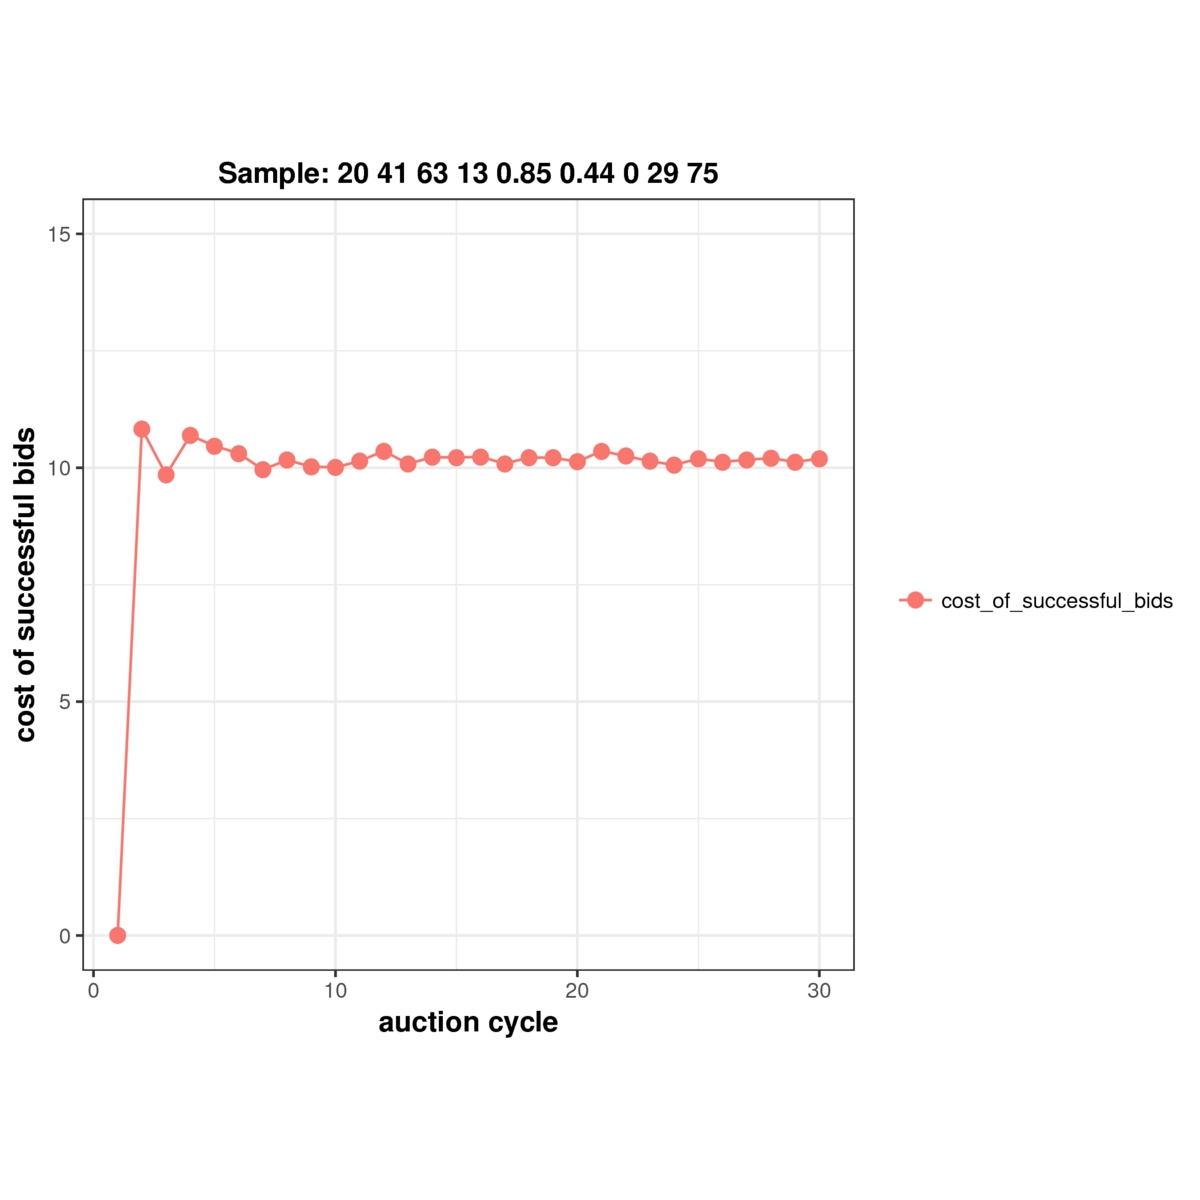 Sample: 20 41 63 13 0.85 0.44 0 29 75
15
10
5
0
cost of successful bids
0 10 20 30
auction cycle
cost_of_successful_bids